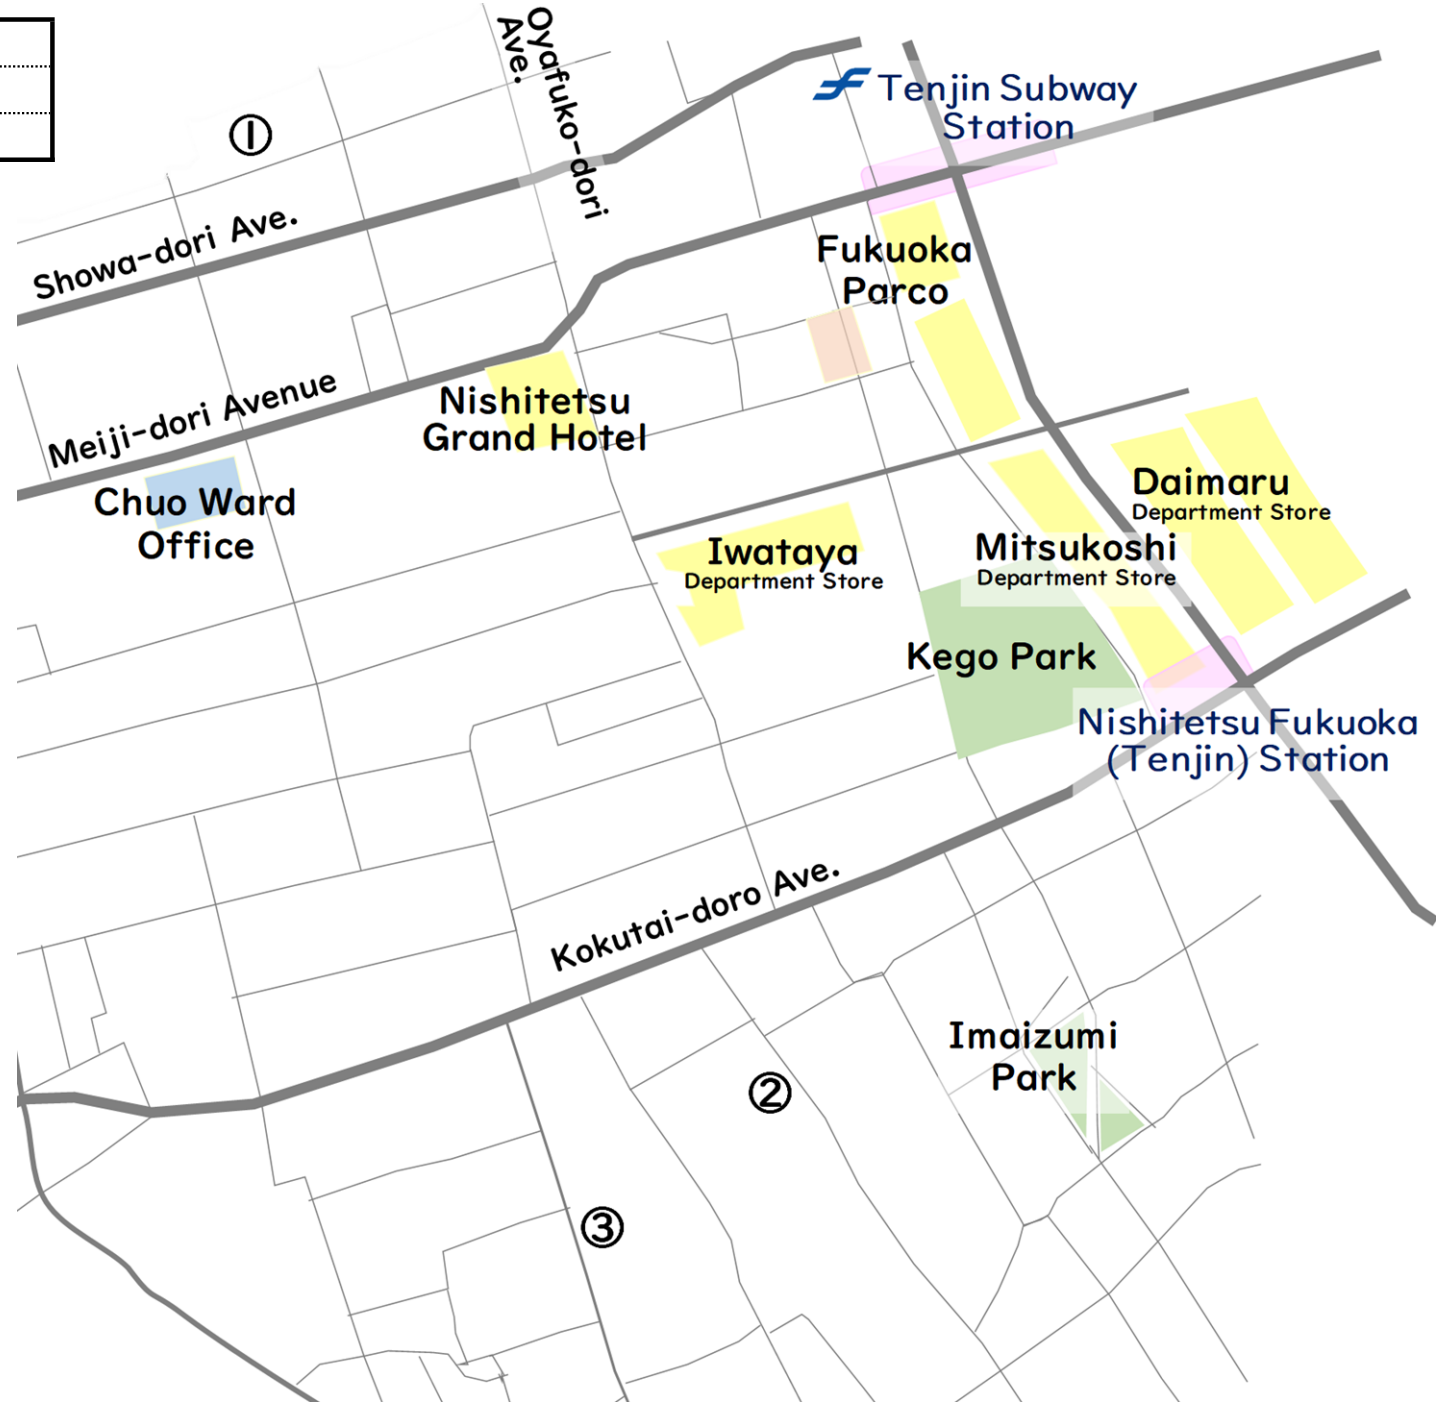 Oyafuko-dori
Ave.
①
Tenjin Subway
Station
Showa-dori Ave.
Fukuoka
Parco
Meiji-dori Avenue
Nishitetsu
Grand Hotel
Chuo Ward
Office
Daimaru
Department Store
Iwataya
Department Store
Mitsukoshi
Department Store
Kego Park
Nishitetsu Fukuoka
(Tenjin) Station
Kokutai-doro Ave.
Imaizumi
Park
②
③